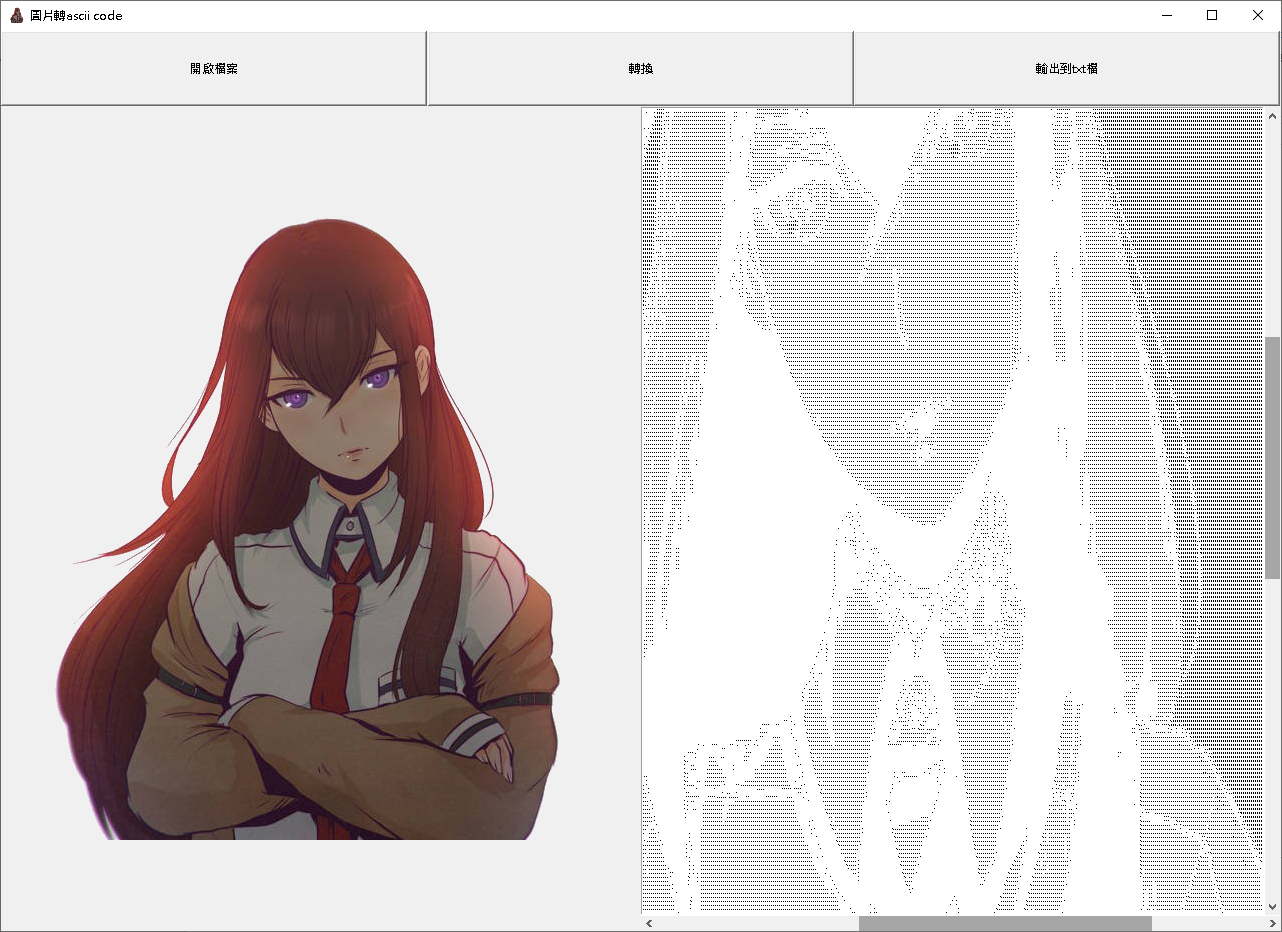 圖片轉ascii code
開啟檔案
轉換
輸出到txt檔